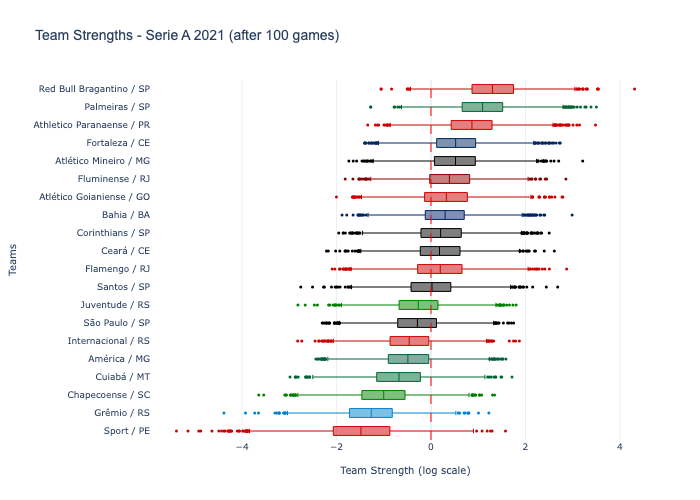 Team Strengths - Serie A 2021 (after 100 games)
Red Bull Bragantino / SP
Palmeiras / SP
Athletico Paranaense / PR
Fortaleza / CE
Atlético Mineiro / MG
Fluminense / RJ
Atlético Goianiense / GO
Bahia / BA
Corinthians / SP
Ceará / CE
Flamengo / RJ
Santos / SP
Juventude / RS
São Paulo / SP
Internacional / RS
América / MG
Cuiabá / MT
Chapecoense / SC
Grêmio / RS
Sport / PE
Teams
−4 −2 0 2 4
Team Strength (log scale)